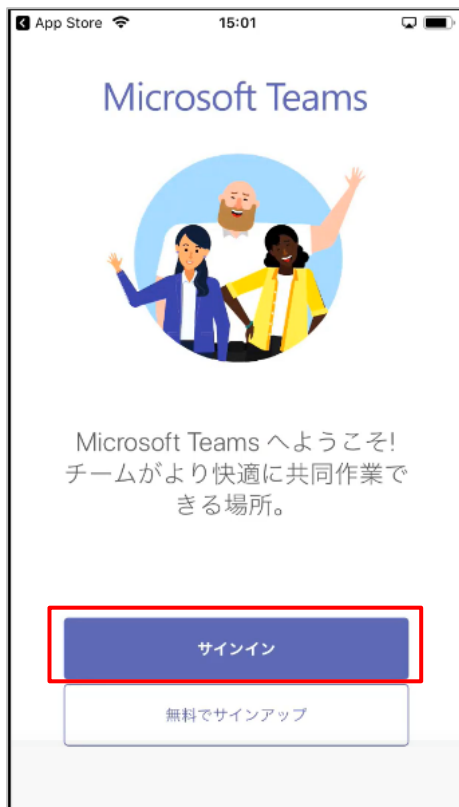 App Store 15:01
Microsoft Teams
Microsoft Teams へようこそ!
チームがより快適に共同作業で
きる場所。
サインイン
無料でサインアップ